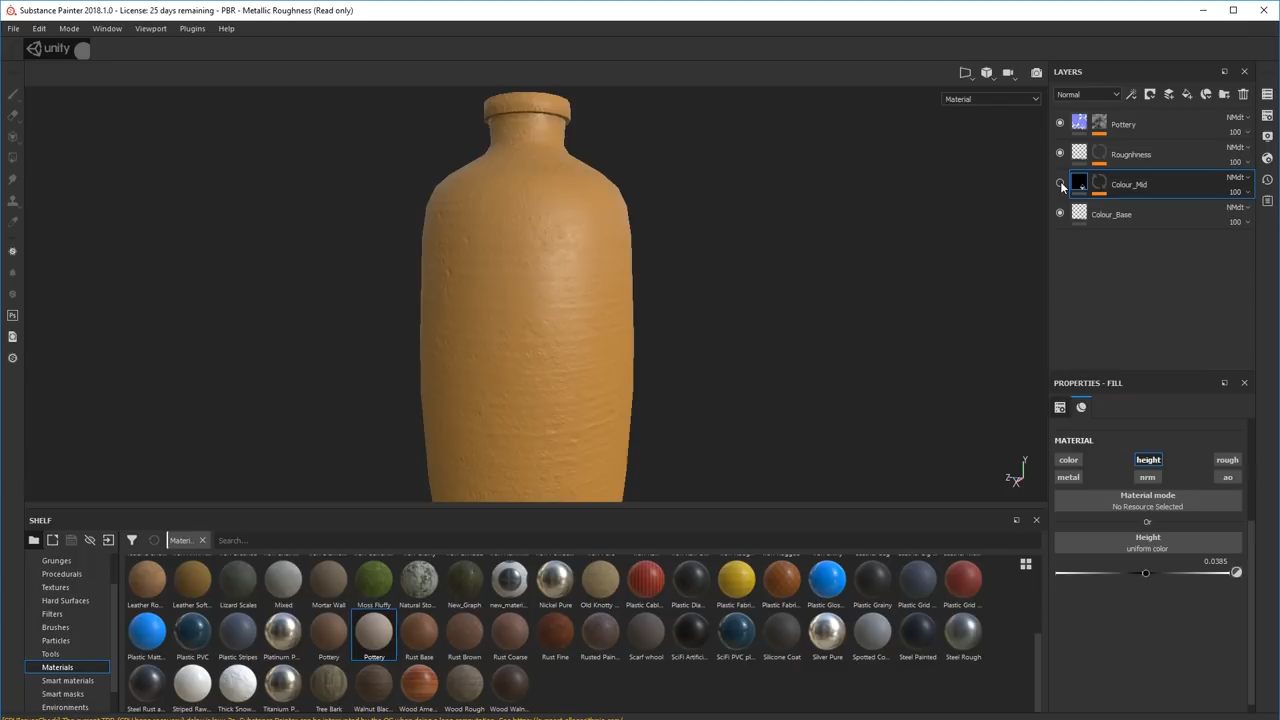 Substance Painter 2018.1.0 - License: 25 days remaining - PBR - Metallic Roughness (Read only)
File Edit Mode Window Viewport Plugins Help
unity
Material
LAYERS
Normal
Pottery NMdt 100
Rougnhness NMdt 100
Colour_Mid NMdt 100
Colour_Base NMdt 100
PROPERTIES - FILL
MATERIAL
color height rough
metal nrm ao
Material mode
No Resource Selected
Or
Height
uniform color
0.0385
Y
Z X
SHELF
Materi... Search...
Grunges
Procedurals
Textures
Hard Surfaces
Filters
Brushes
Particles
Tools
Materials
Smart materials
Smart masks
Environments
Leather Ro... Leather Soft... Lizard Scales Mixed Mortar Wall Moss Fluffy Natural Sto... New_Graph new_materi... Nickel Pure Old Knotty ... Plastic Cabl... Plastic Dia... Plastic Fabri... Plastic Fabri... Plastic Glos... Plastic Grainy Plastic Grid ... Plastic Grid ...
Plastic Matt... Plastic PVC Plastic Stripes Platinum P... Pottery Pottery Rust Base Rust Brown Rust Coarse Rust Fine Rusted Pain... Scarf whool SciFi Artifici... SciFi PVC pl... Silicone Coat Silver Pure Spotted Co... Steel Painted Steel Rough
Steel Rust a... Striped Raw... Thick Snow... Titanium P... Tree Bark Walnut Blac... Wood Ame... Wood Rough Wood Waln...